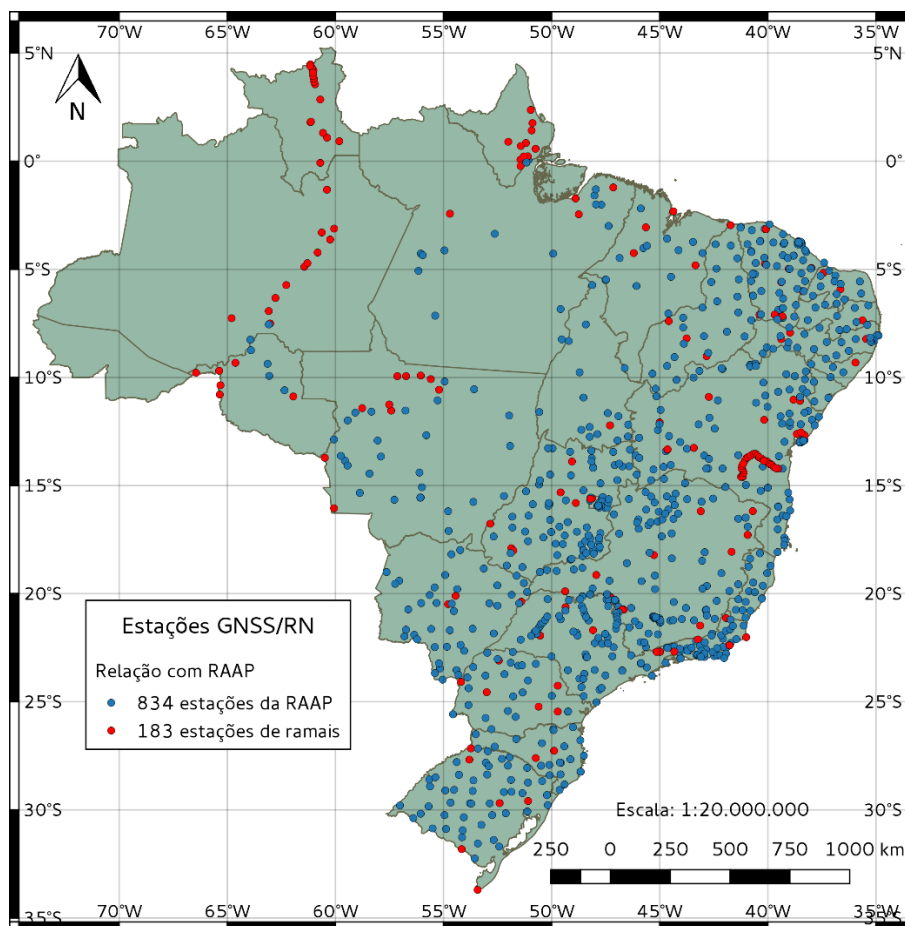 70°W 65°W 60°W 55°W 50°W 45°W 40°W 35°W
5°N
N
0°
5°S
10°S
15°S
20°S
25°S
30°S
35°S
5°N
0°
5°S
10°S
15°S
20°S
25°S
30°S
35°S
Estações GNSS/RN
Relação com RAAP
834 estações da RAAP
183 estações de ramais
Escala: 1:20.000.000
250 0 250 500 750 1000 km
70°W 65°W 60°W 55°W 50°W 45°W 40°W 35°W